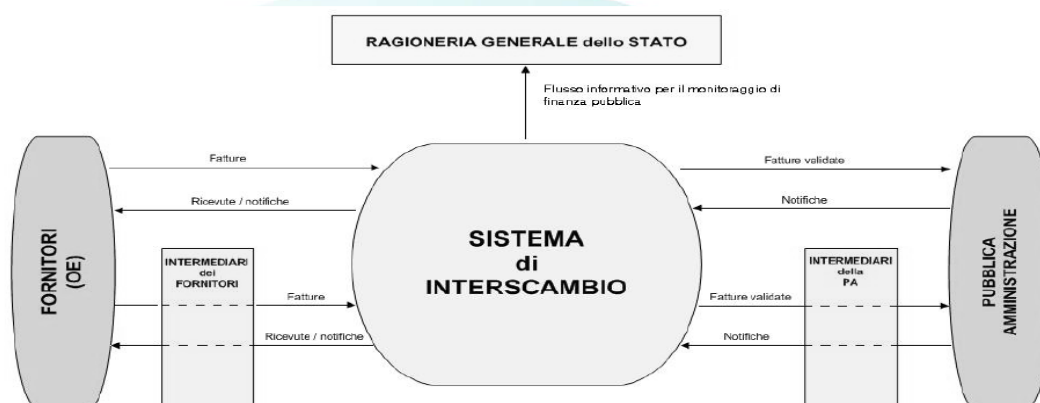 RAGIONERIA GENERALE dello STATO
Flusso informativo per il monitoraggio di
finanza pubblica
Fatture
Fatture validate
Ricevute / notifiche
Notifiche
FORNITORI
(OE)
INTERMEDIARI
dei
FORNITORI
SISTEMA
di
INTERSCAMBIO
INTERMEDIARI
della
PA
PUBBLICA
AMMINISTRAZIONE
Fatture
Fatture validate
Ricevute / notifiche
Notifiche